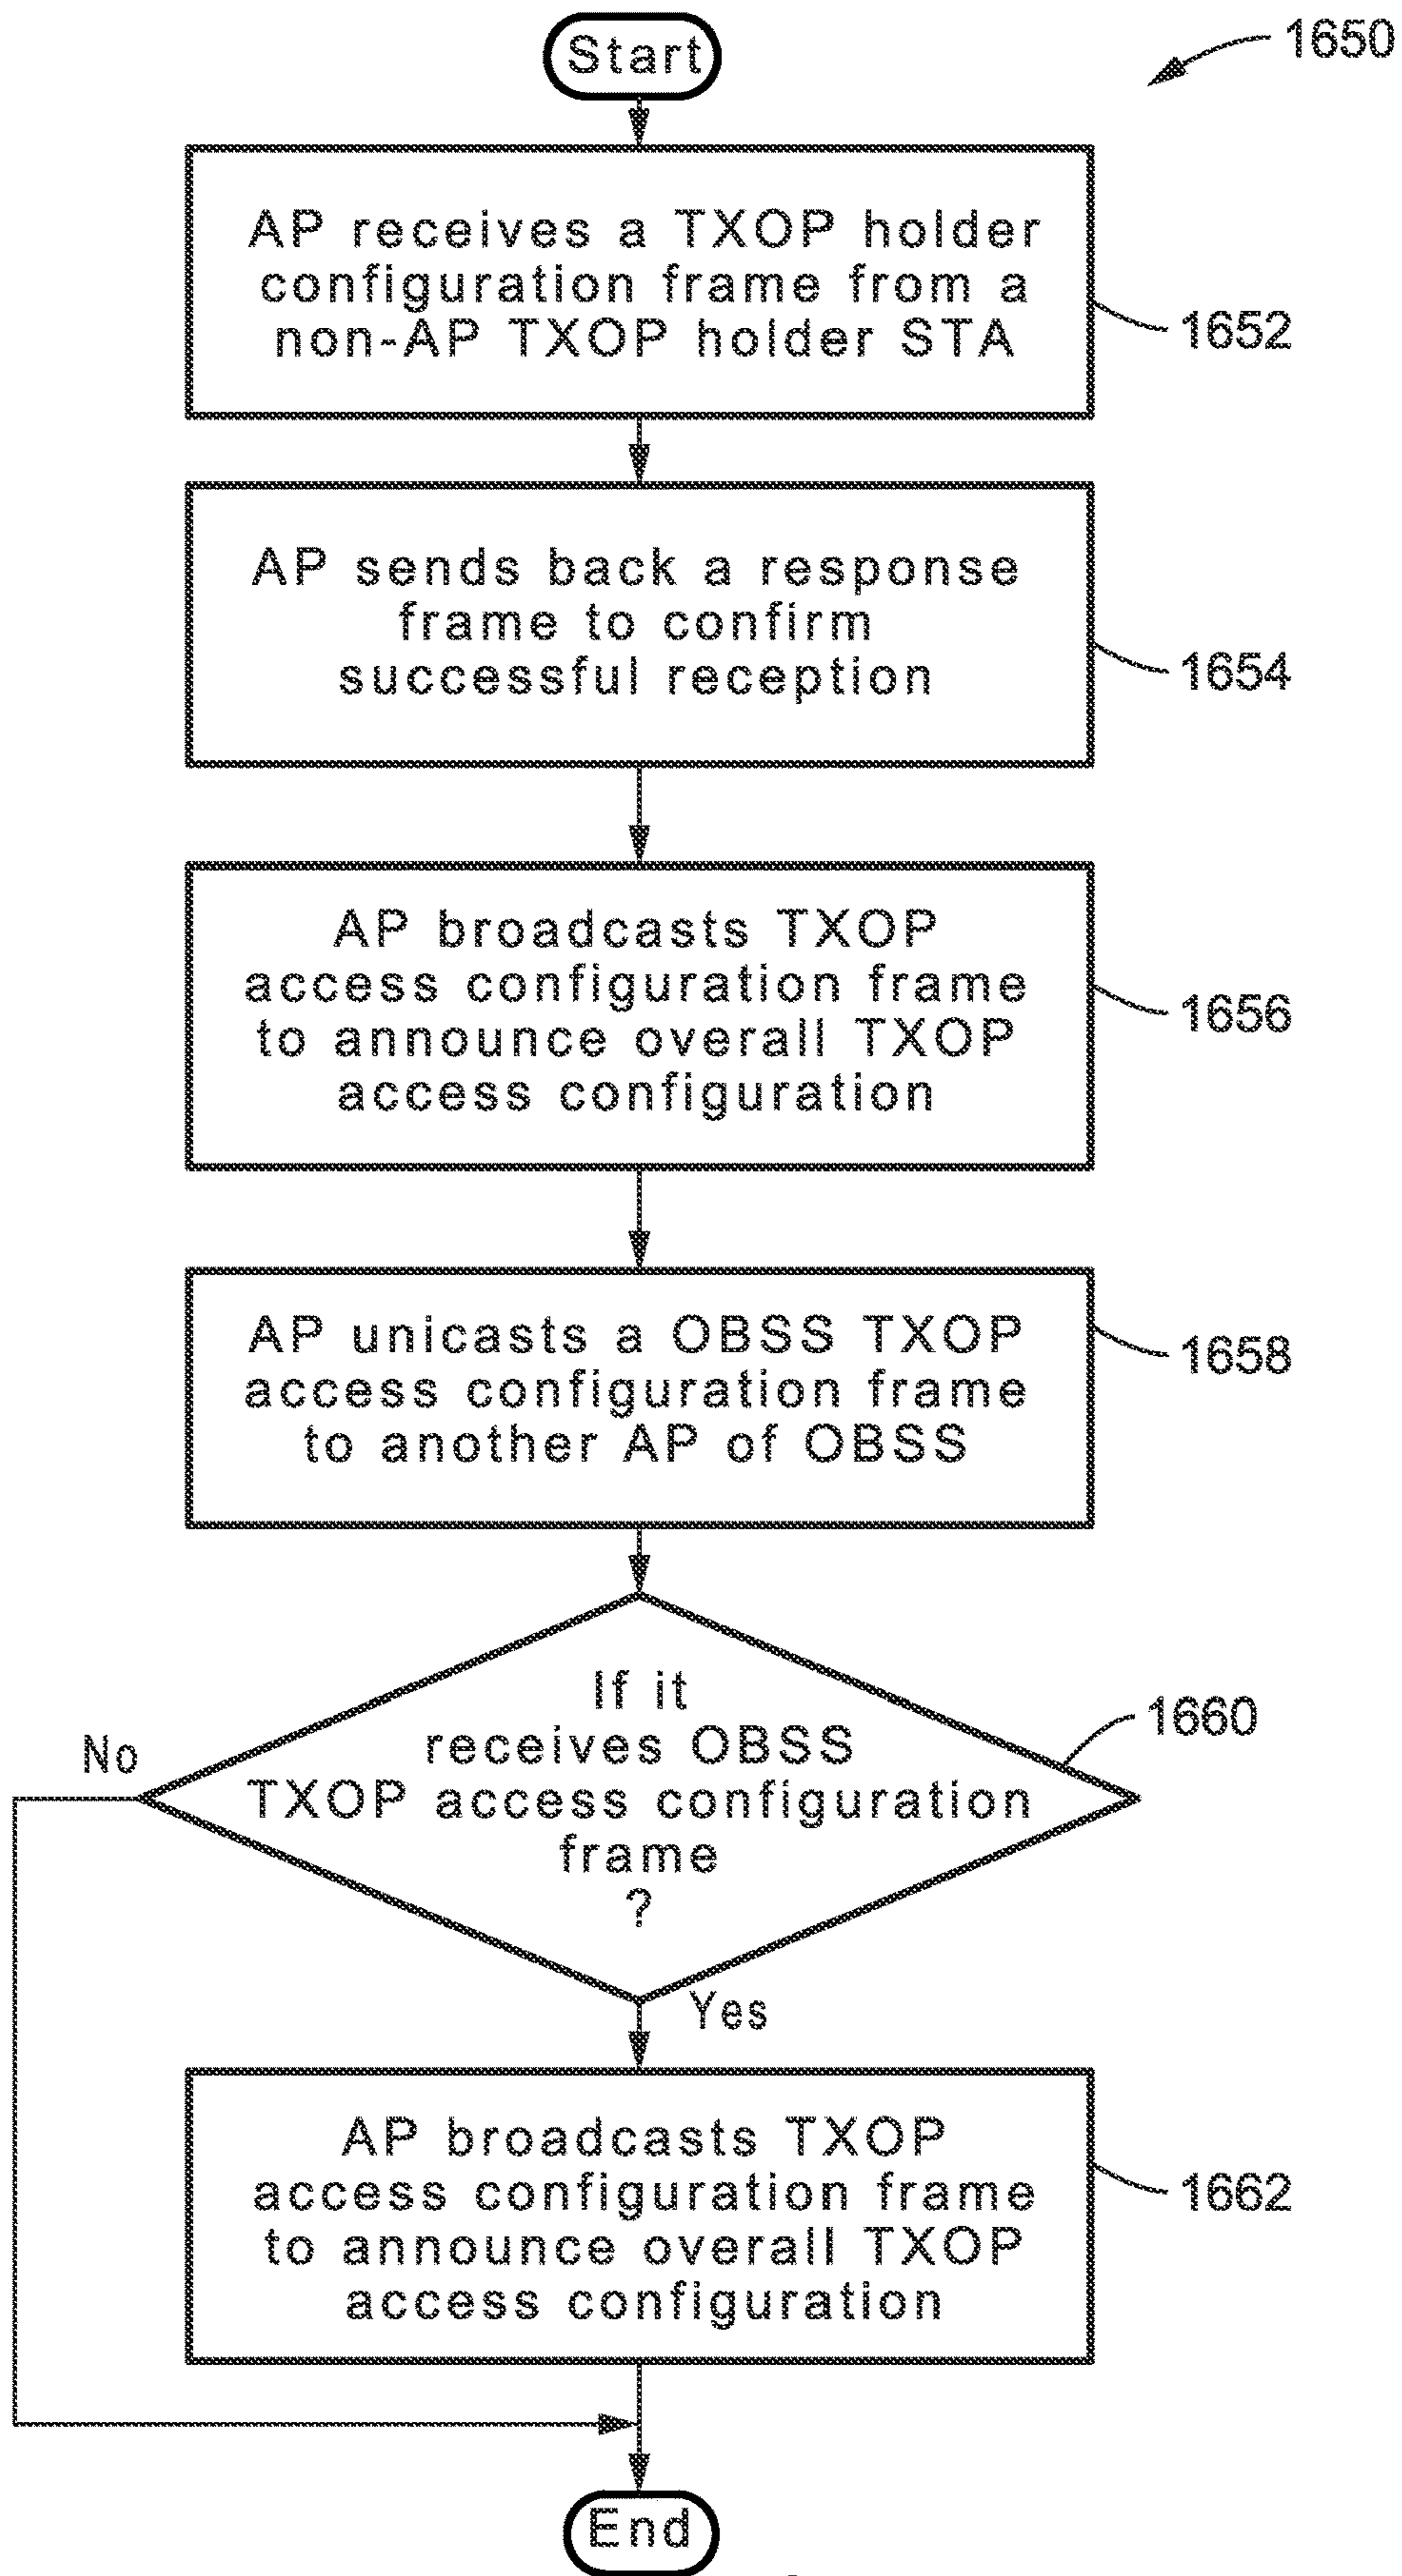 Start
1650
AP receives a TXOP holder
configuration frame from a
non-AP TXOP holder STA
1652
AP sends back a response
frame to confirm
successful reception
1654
AP broadcasts TXOP
access configuration frame
to announce overall TXOP
access configuration
1656
AP unicasts a OBSS TXOP
access configuration frame
to another AP of OBSS
1658
If it
receives OBSS
TXOP access configuration
frame
?
1660
No
Yes
AP broadcasts TXOP
access configuration frame
to announce overall TXOP
access configuration
1662
End